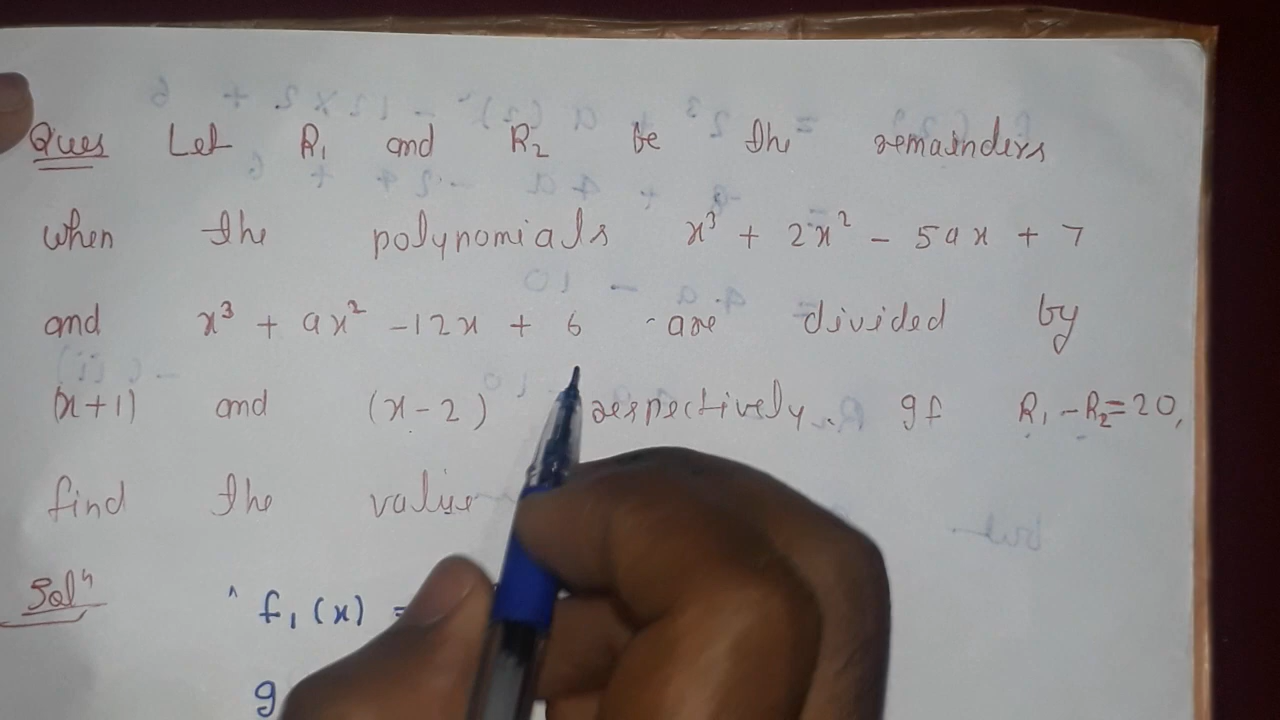 Ques Let R₁ and R₂ be the remainders
when the polynomials x³ + 2x² - 5ax + 7
and x³ + ax² - 12x + 6 are divided by
(x+1) and (x-2) respectively. If R₁ - R₂ = 20,
find the value
Solⁿ f₁(x) =
g